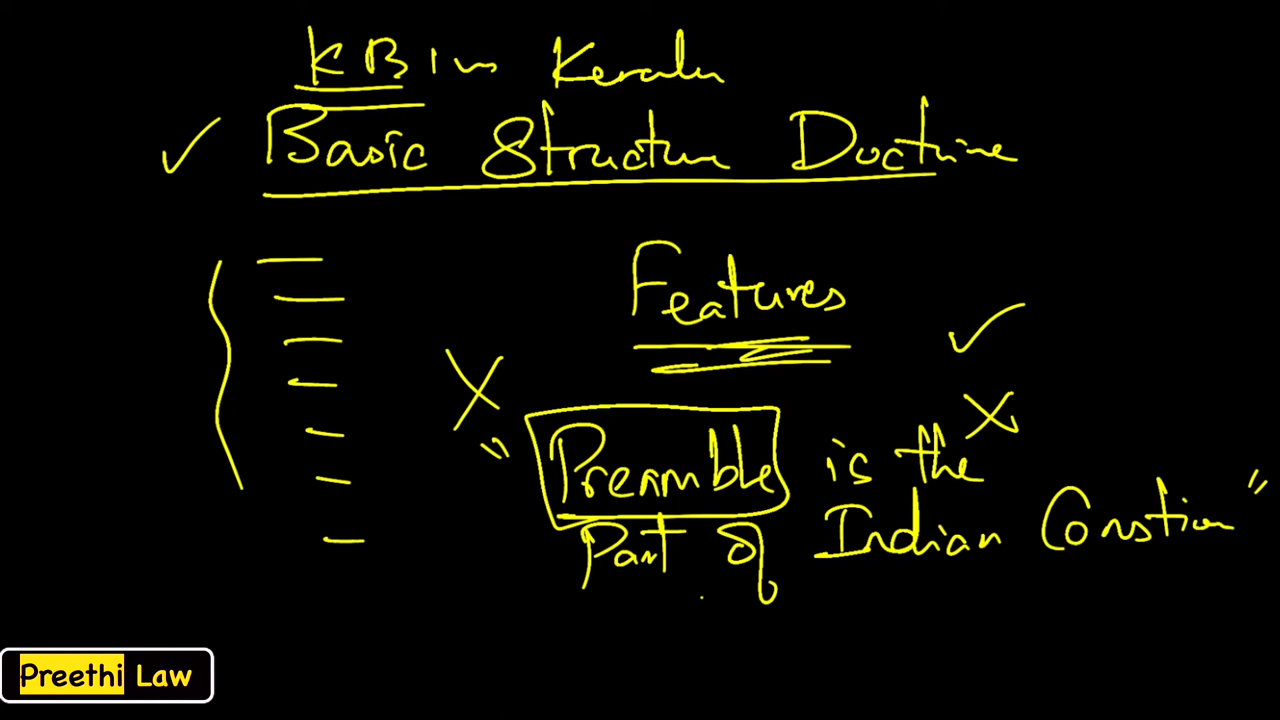 KB vs Kerala
Basic Structure Doctrine
Features
" Preamble is the
Part of Indian Constion "
Preethi Law